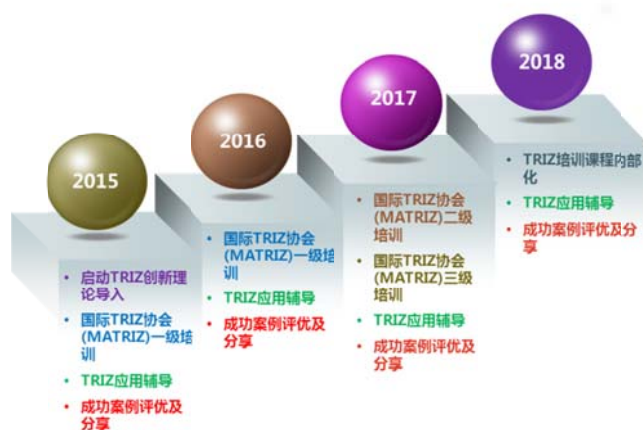 2015
• 启动TRIZ创新理
论导入
• 国际TRIZ协会
(MATRIZ)一级培
训
• TRIZ应用辅导
• 成功案例评优及
分享
2016
• 国际TRIZ协会
(MATRIZ)一级培
训
• TRIZ应用辅导
• 成功案例评优及
分享
2017
• 国际TRIZ协会
(MATRIZ)二级
培训
• 国际TRIZ协会
(MATRIZ)三级
培训
• TRIZ应用辅导
• 成功案例评优及
分享
2018
• TRIZ培训课程内部
化
• TRIZ应用辅导
• 成功案例评优及分
享